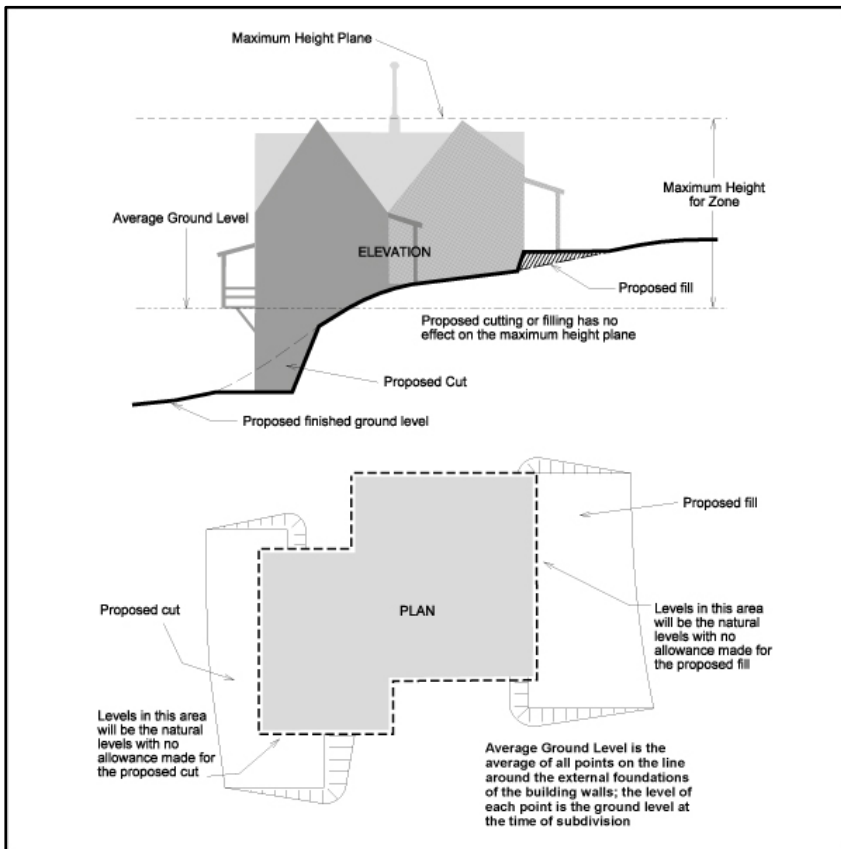 Maximum Height Plane
Average Ground Level
Maximum Height
for Zone
ELEVATION
Proposed fill
Proposed cutting or filling has no
effect on the maximum height plane
Proposed Cut
Proposed finished ground level
Proposed fill
Proposed cut
PLAN
Levels in this area
will be the natural
levels with no
allowance made for
the proposed fill
Levels in this area
will be the natural
levels with no
allowance made for
the proposed cut
Average Ground Level is the
average of all points on the line
around the external foundations
of the building walls; the level of
each point is the ground level at
the time of subdivision